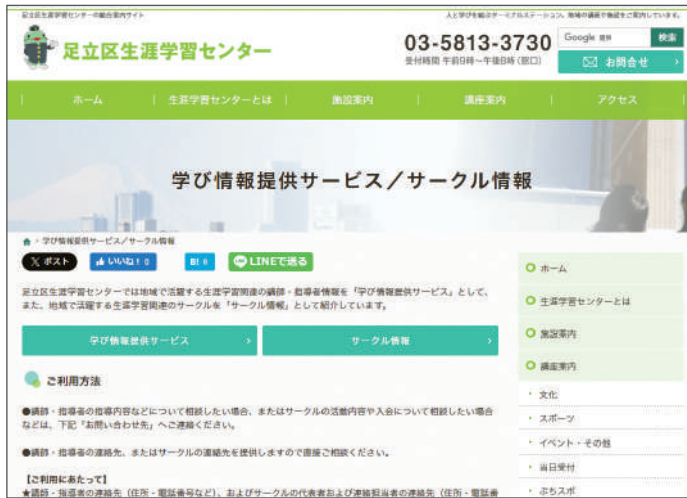 足立区生涯学習センターの総合案内サイト
人と学びを結ぶターミナルステーション。地域の講座や施設をご案内しています。
足立区生涯学習センター
03-5813-3730
受付時間 午前9時〜午後8時（窓口）
Google 提供
検索
お問合せ
ホーム
生涯学習センターとは
施設案内
講座案内
アクセス
学び情報提供サービス／サークル情報
> 学び情報提供サービス／サークル情報
ポスト
いいね！ 0
B! 0
LINEで送る
足立区生涯学習センターでは地域で活躍する生涯学習関連の講師・指導者情報を「学び情報提供サービス」として、
また、地域で活躍する生涯学習関連のサークルを「サークル情報」として紹介しています。
学び情報提供サービス
サークル情報
ご利用方法
●講師・指導者の指導内容などについて相談したい場合、またはサークルの活動内容や入会について相談したい場合
などは、下記「お問い合わせ先」へご連絡ください。
●講師・指導者の連絡先、またはサークルの連絡先を提供しますので直接ご相談ください。
【ご利用にあたって】
★講師・指導者の連絡先（住所・電話番号など）、およびサークルの代表者および連絡担当者の連絡先（住所・電話番
ホーム
生涯学習センターとは
施設案内
講座案内
・文化
・スポーツ
・イベント・その他
・当日受付
・ぷちスポ